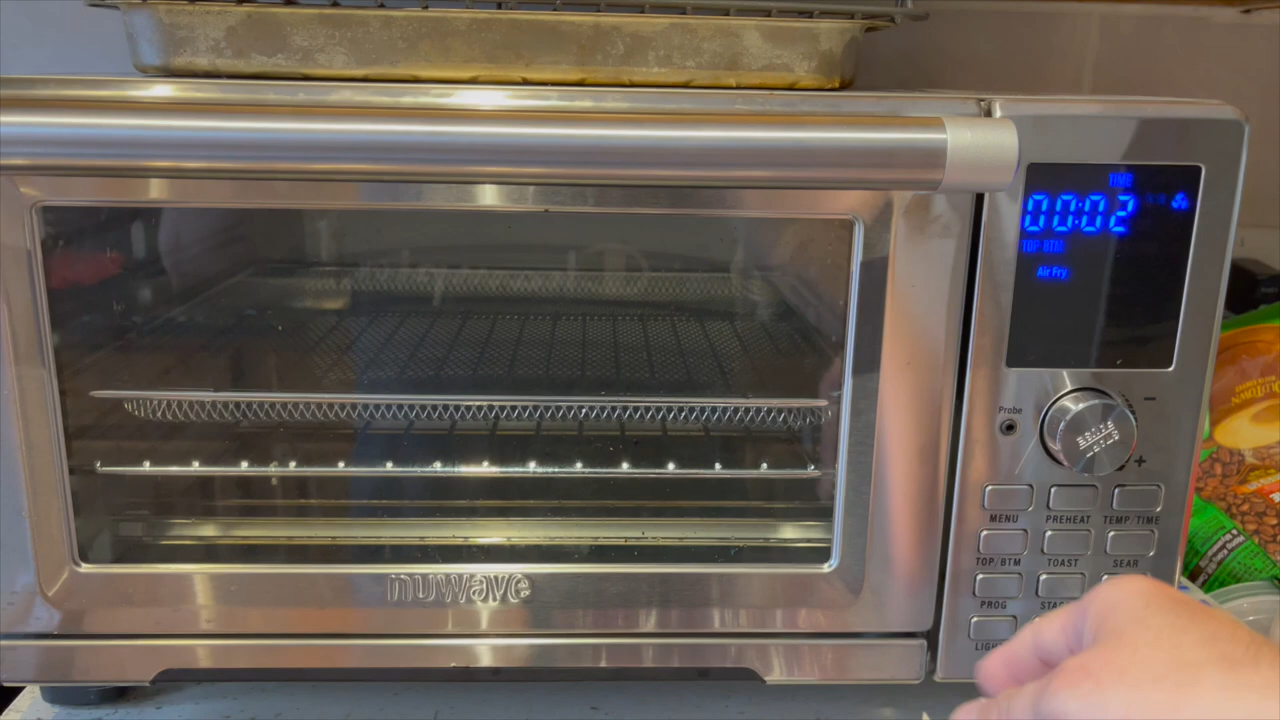 TIME
00:02
TOP BTM
Air Fry
Probe
−
+
MENU PREHEAT TEMP/TIME
TOP/BTM TOAST SEAR
PROG
nuwave